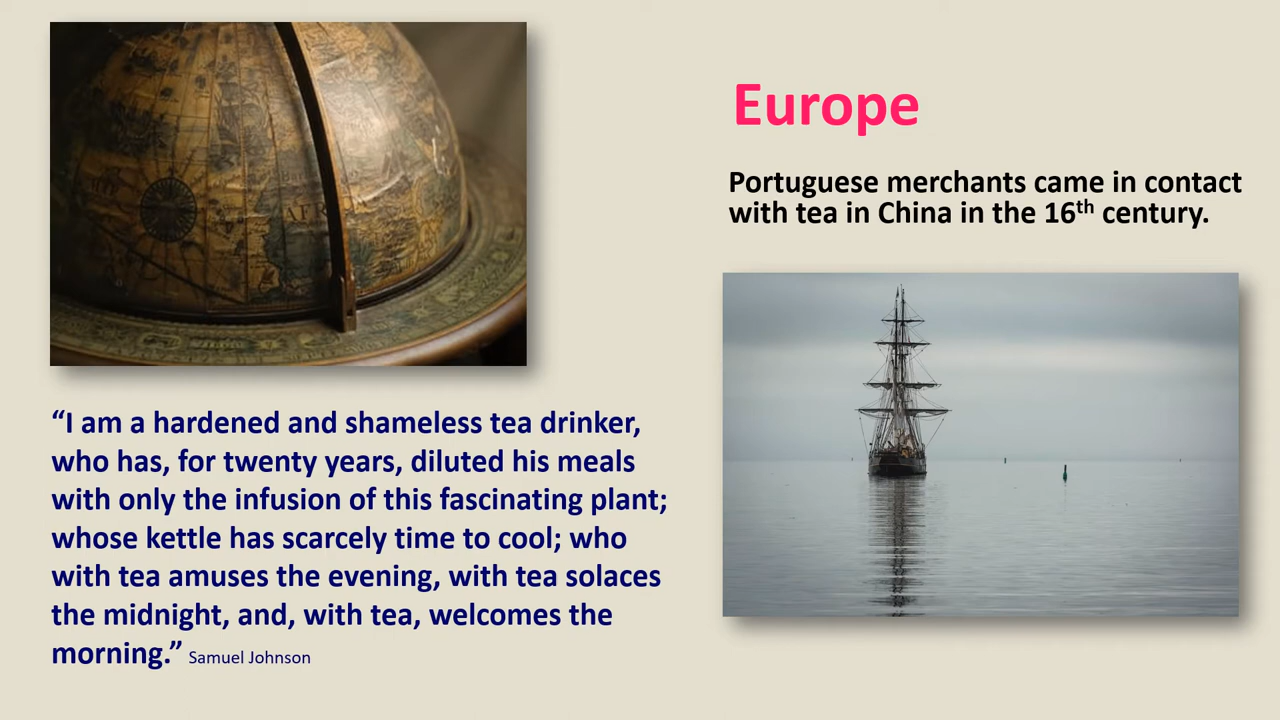 Europe
Portuguese merchants came in contact
with tea in China in the 16th century.
“I am a hardened and shameless tea drinker,
who has, for twenty years, diluted his meals
with only the infusion of this fascinating plant;
whose kettle has scarcely time to cool; who
with tea amuses the evening, with tea solaces
the midnight, and, with tea, welcomes the
morning.” Samuel Johnson